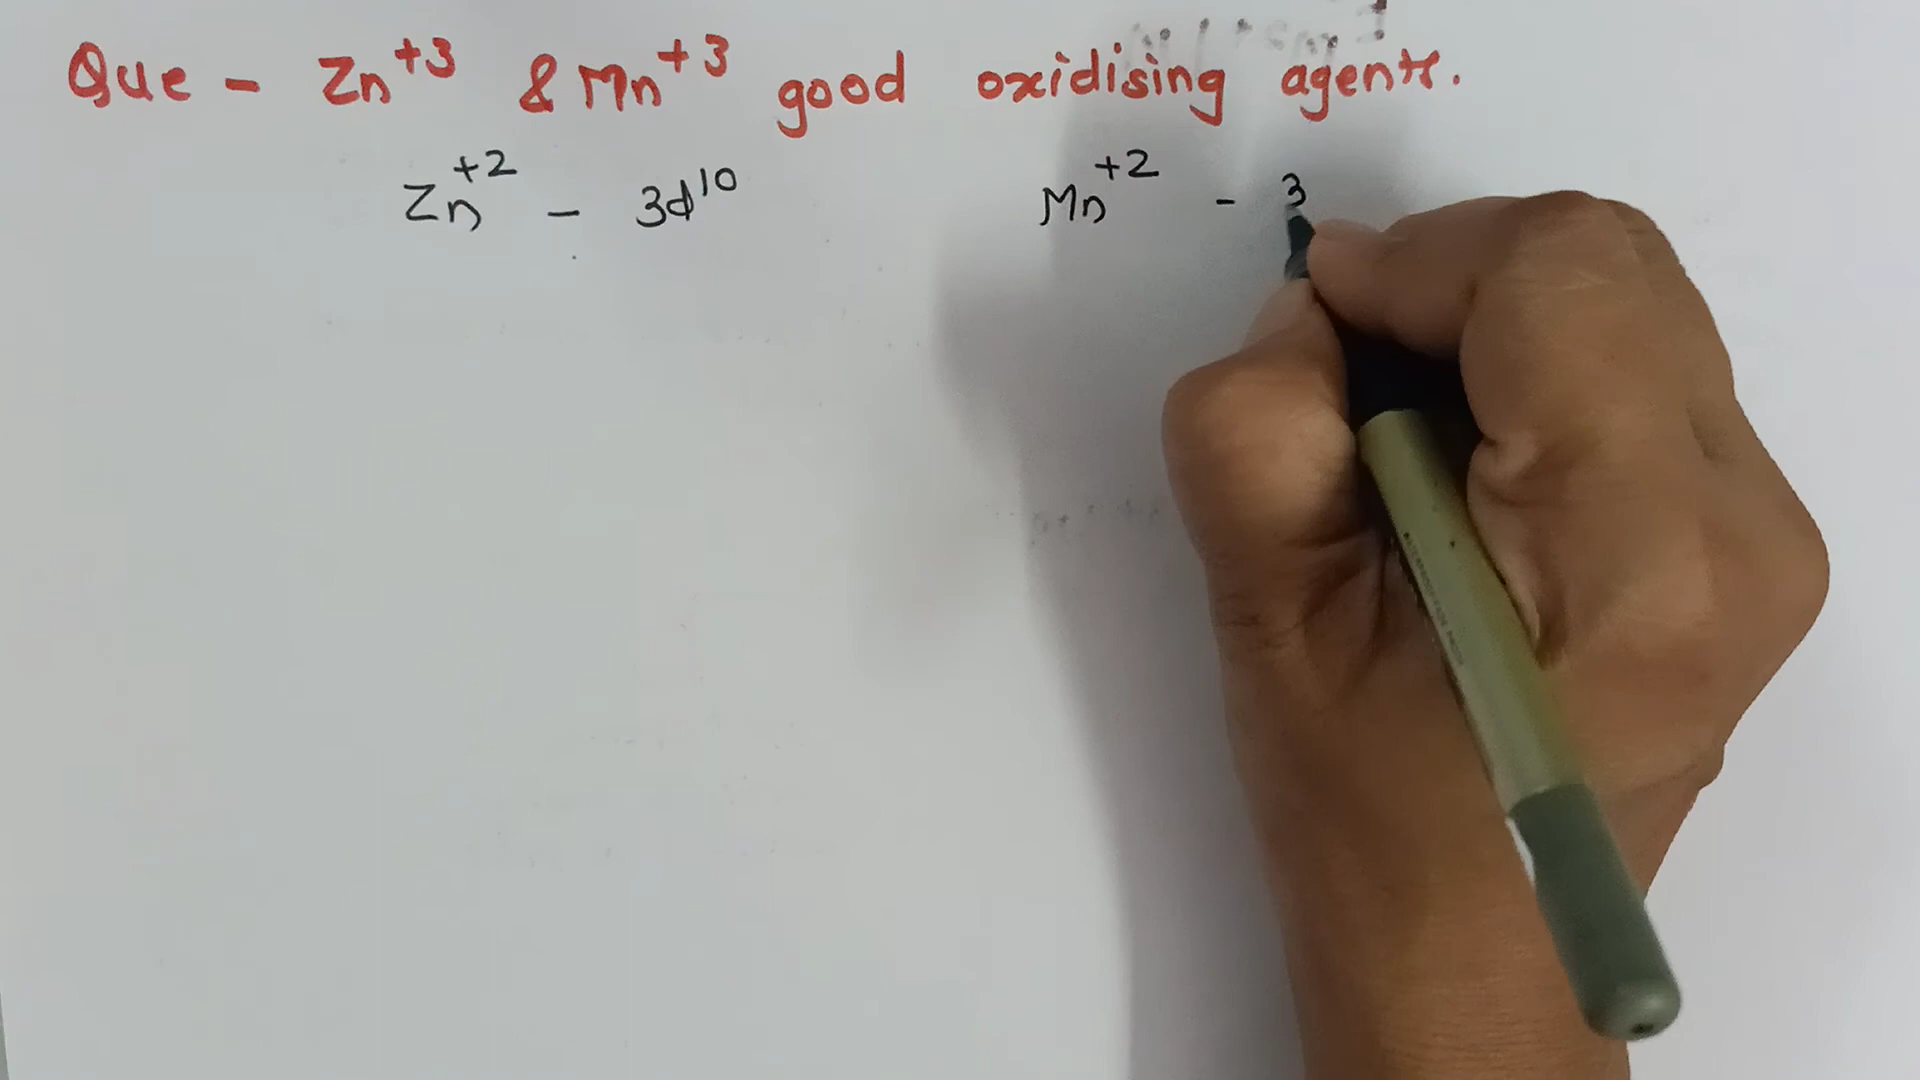 Que - Zn+3 & Mn+3 good oxidising agents.
Zn+2 - 3d10 Mn+2 - 3